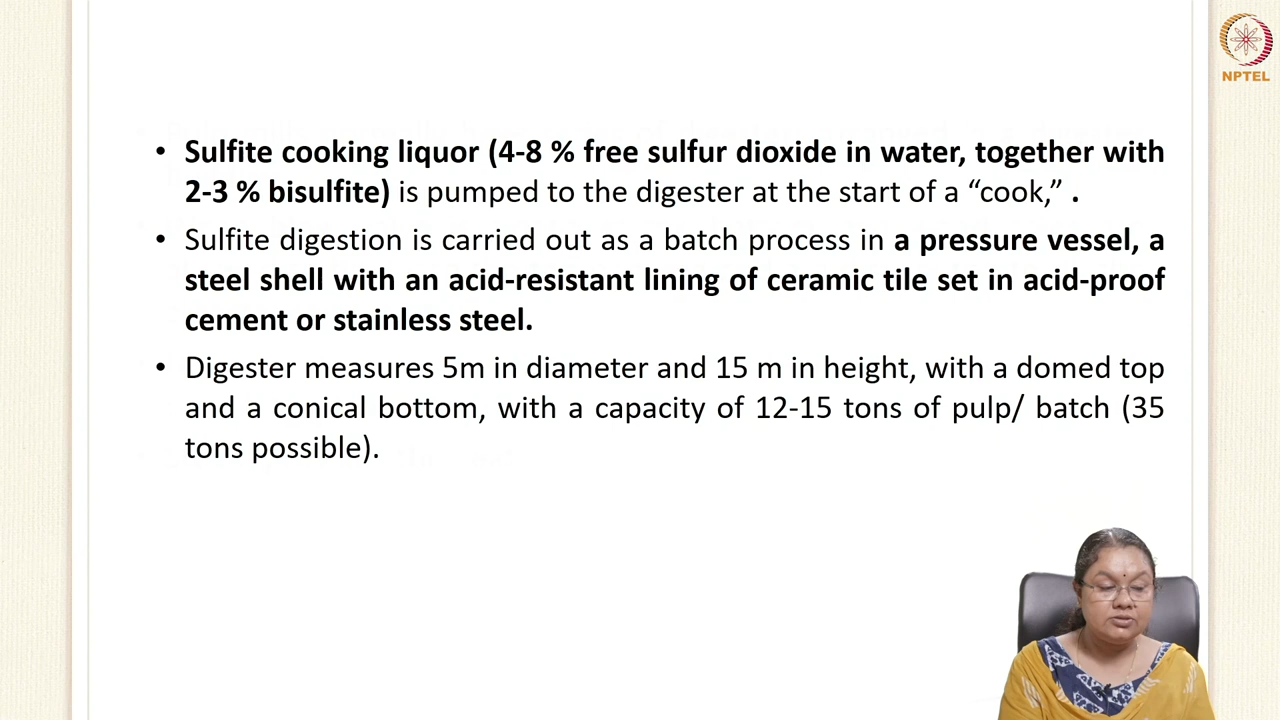 NPTEL
• Sulfite cooking liquor (4-8 % free sulfur dioxide in water, together with
2-3 % bisulfite) is pumped to the digester at the start of a “cook,” .
• Sulfite digestion is carried out as a batch process in a pressure vessel, a
steel shell with an acid-resistant lining of ceramic tile set in acid-proof
cement or stainless steel.
• Digester measures 5m in diameter and 15 m in height, with a domed top
and a conical bottom, with a capacity of 12-15 tons of pulp/ batch (35
tons possible).